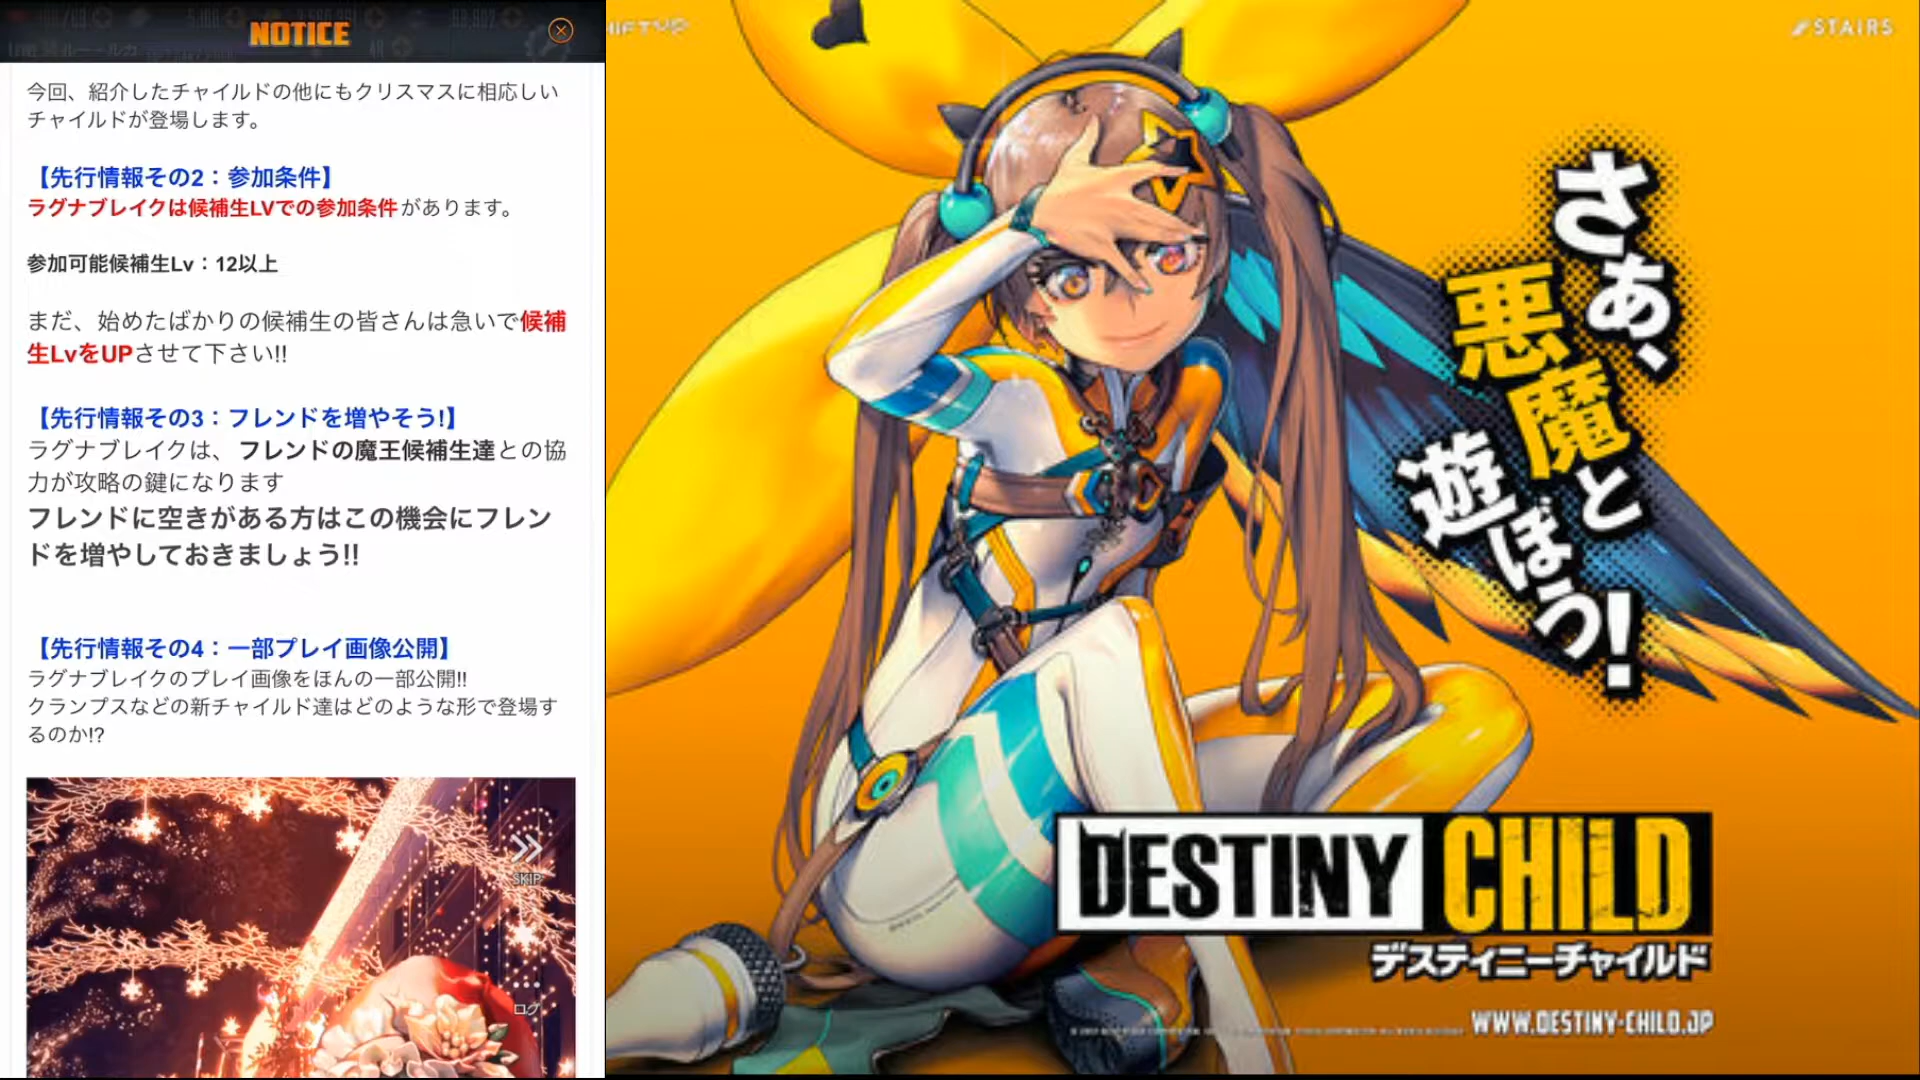 NOTICE
今回、紹介したチャイルドの他にもクリスマスに相応しい
チャイルドが登場します。
【先行情報その2：参加条件】
ラグナブレイクは候補生LVでの参加条件があります。
参加可能候補生Lv：12以上
まだ、始めたばかりの候補生の皆さんは急いで候補
生LvをUPさせて下さい!!
【先行情報その3：フレンドを増やそう!】
ラグナブレイクは、フレンドの魔王候補生達との協
力が攻略の鍵になります
フレンドに空きがある方はこの機会にフレン
ドを増やしておきましょう!!
【先行情報その4：一部プレイ画像公開】
ラグナブレイクのプレイ画像をほんの一部公開!!
クランプスなどの新チャイルド達はどのような形で登場す
るのか!?
SKIP
ログ
STAIRS
さあ、
悪魔と
遊ぼう!
DESTINY CHILD
デスティニーチャイルド
WWW.DESTINY-CHILD.JP